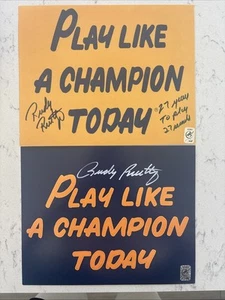 PLAY LIKE
A CHAMPION
TODAY
Rudy
Ruettiger
27 years
TO play
27 seconds
Rudy Ruettiger
PLAY LIKE
A CHAMPION
TODAY